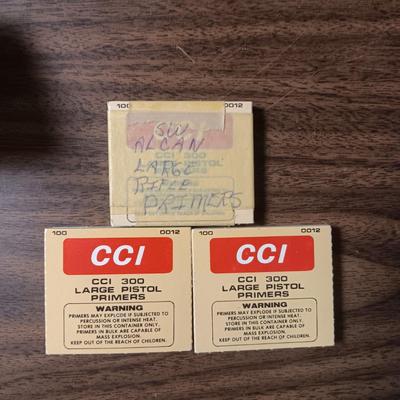 100 0012
SW
ALCAN
CCI 300
LARGE
LARGE PISTOL
RIFLE
PRIMERS
100 0012
CCI
CCI 300
LARGE PISTOL
PRIMERS
WARNING
PRIMERS MAY EXPLODE IF SUBJECTED TO
PERCUSSION OR INTENSE HEAT.
STORE IN THIS CONTAINER ONLY.
PRIMERS IN BULK ARE CAPABLE OF
MASS EXPLOSION.
KEEP OUT OF THE REACH OF CHILDREN.
100 0012
CCI
CCI 300
LARGE PISTOL
PRIMERS
WARNING
PRIMERS MAY EXPLODE IF SUBJECTED TO
PERCUSSION OR INTENSE HEAT.
STORE IN THIS CONTAINER ONLY.
PRIMERS IN BULK ARE CAPABLE OF
MASS EXPLOSION.
KEEP OUT OF THE REACH OF CHILDREN.